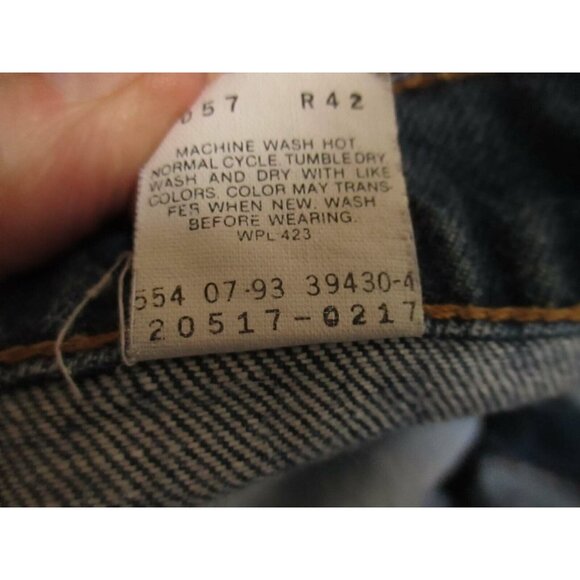 D57 R42
MACHINE WASH HOT
NORMAL CYCLE. TUMBLE DRY
WASH AND DRY WITH LIKE
COLORS. COLOR MAY TRANS-
FER WHEN NEW. WASH
BEFORE WEARING.
WPL-423
554 07-93 39430-4
20517-0217